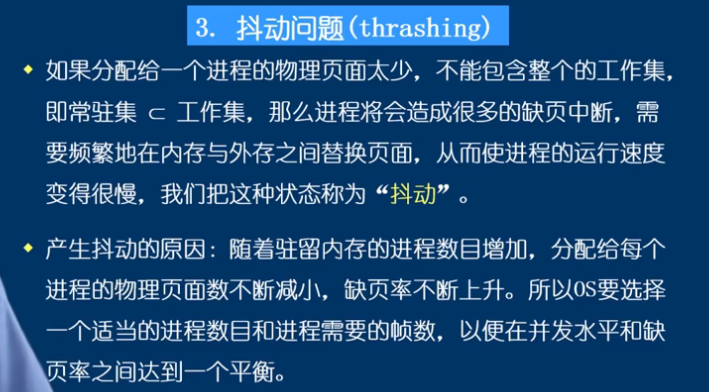 3. 抖动问题(thrashing)
如果分配给一个进程的物理页面太少，不能包含整个的工作集，
即常驻集 ⊂ 工作集，那么进程将会造成很多的缺页中断，需
要频繁地在内存与外存之间替换页面，从而使进程的运行速度
变得很慢，我们把这种状态称为“抖动”。
产生抖动的原因：随着驻留内存的进程数目增加，分配给每个
进程的物理页面数不断减小，缺页率不断上升。所以OS要选择
一个适当的进程数目和进程需要的帧数，以便在并发水平和缺
页率之间达到一个平衡。